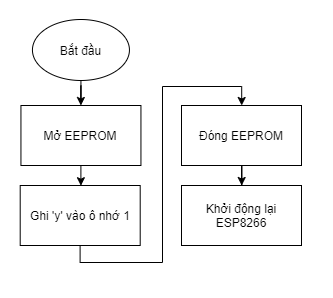 Bắt đầu
Mở EEPROM
Ghi 'y' vào ô nhớ 1
Đóng EEPROM
Khởi động lại
ESP8266